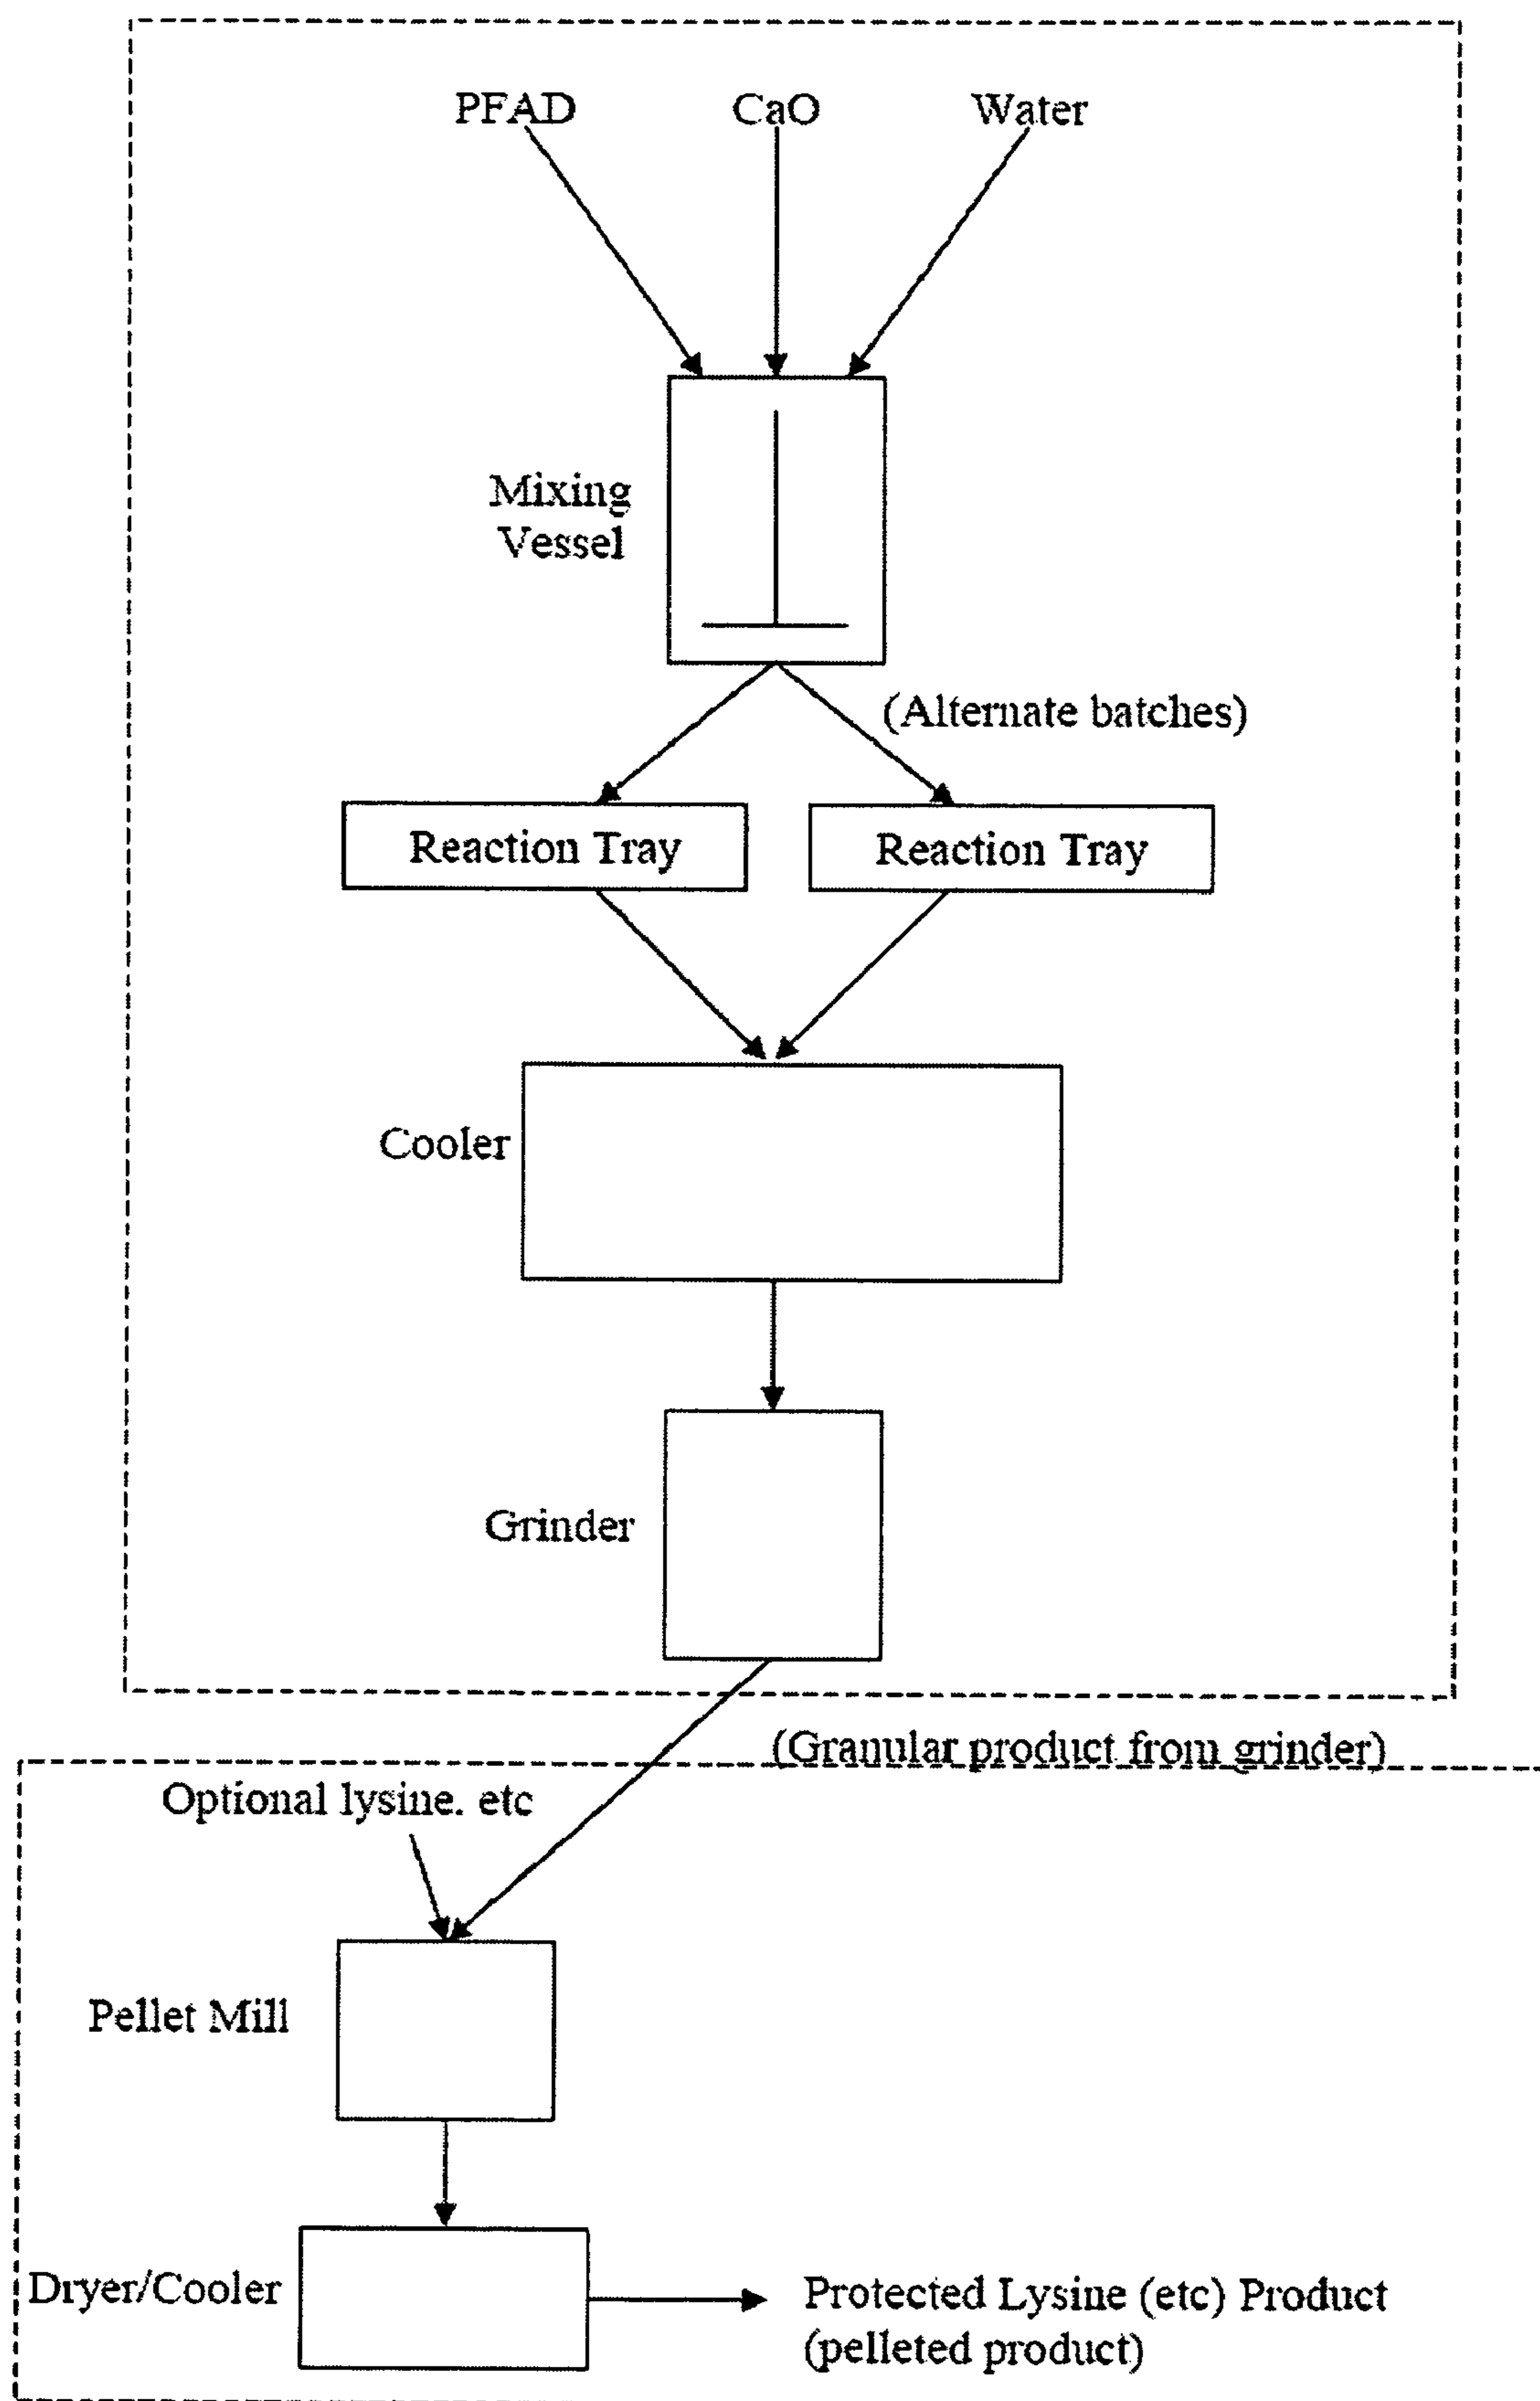 PFAD CaO Water
Mixing
Vessel
(Alternate batches)
Reaction Tray Reaction Tray
Cooler
Grinder
(Granular product from grinder)
Optional lysine. etc
Pellet Mill
Dryer/Cooler
Protected Lysine (etc) Product
(pelleted product)